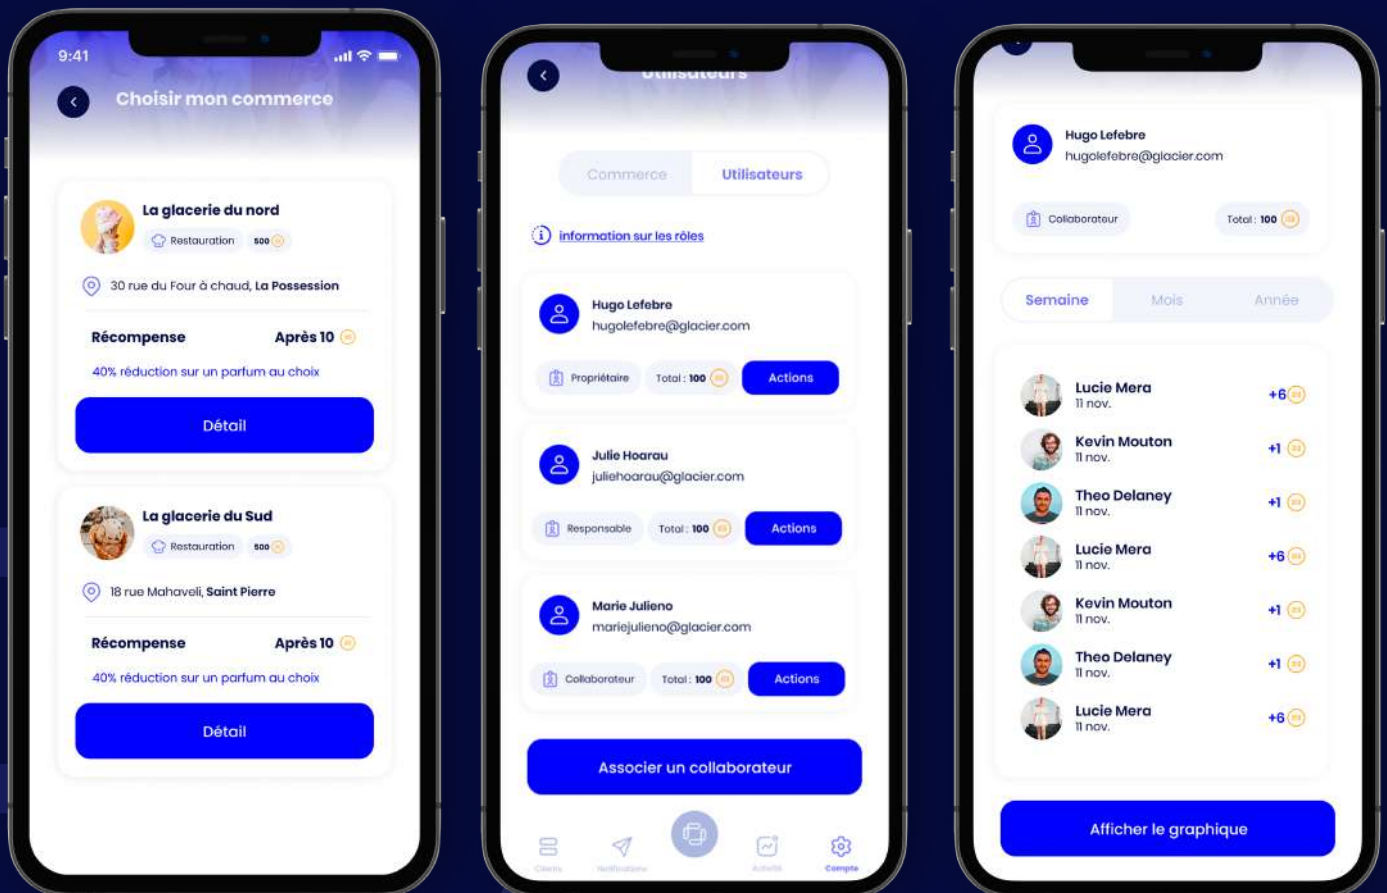 9:41
Choisir mon commerce
La glacerie du nord
Restauration 500
30 rue du Four à chaud, La Possession
Récompense Après 10
40% réduction sur un parfum au choix
Détail
La glacerie du Sud
Restauration 500
18 rue Mahaveli, Saint Pierre
Récompense Après 10
40% réduction sur un parfum au choix
Détail
Utilisateurs
Commerce Utilisateurs
information sur les rôles
Hugo Lefebre
hugolefebre@glacier.com
Propriétaire Total : 100 Actions
Julie Hoarau
juliehoarau@glacier.com
Responsable Total : 100 Actions
Marie Julieno
mariejulieno@glacier.com
Collaborateur Total : 100 Actions
Associer un collaborateur
Clients Notifications Activité Compte
Hugo Lefebre
hugolefebre@glacier.com
Collaborateur Total : 100
Semaine Mois Année
Lucie Mera +6
11 nov.
Kevin Mouton +1
11 nov.
Theo Delaney +1
11 nov.
Lucie Mera +6
11 nov.
Kevin Mouton +1
11 nov.
Theo Delaney +1
11 nov.
Lucie Mera +6
11 nov.
Afficher le graphique